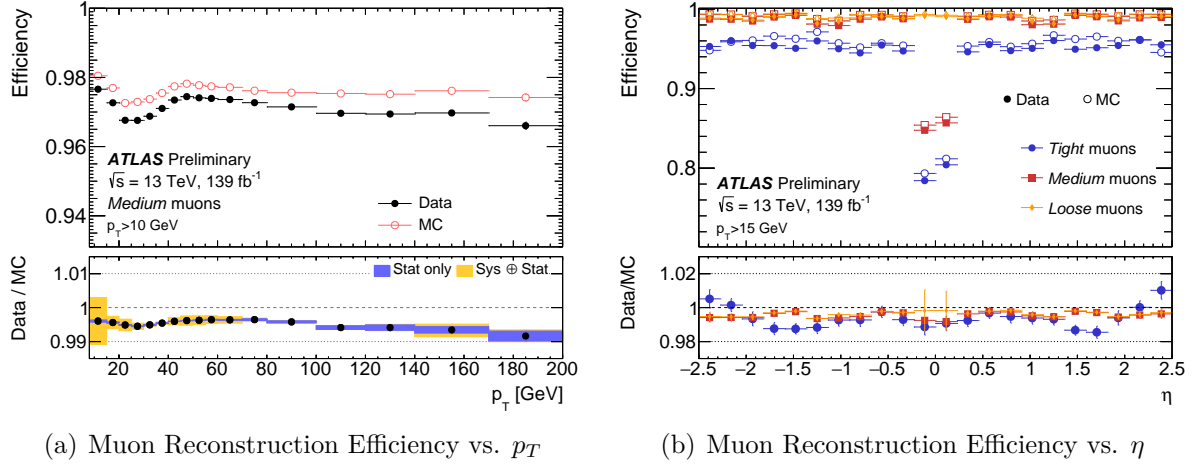 Efficiency
1
0.98
0.96
0.94
ATLAS Preliminary
√s = 13 TeV, 139 fb⁻¹
Medium muons
p_T>10 GeV
Data
MC
Data / MC
1.01
1
0.99
Stat only
Sys ⊕ Stat
20 40 60 80 100 120 140 160 180 200
p_T [GeV]
(a) Muon Reconstruction Efficiency vs. p_T
Efficiency
1
0.9
0.8
Data
MC
Tight muons
Medium muons
Loose muons
ATLAS Preliminary
√s = 13 TeV, 139 fb⁻¹
p_T>15 GeV
Data/MC
1.02
1
0.98
−2.5 −2 −1.5 −1 −0.5 0 0.5 1 1.5 2 2.5
η
(b) Muon Reconstruction Efficiency vs. η